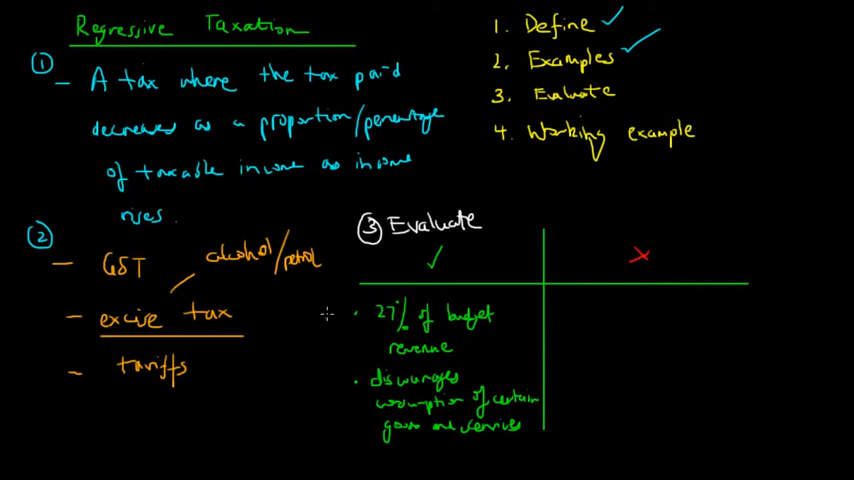 Regressive Taxation
① – A tax where the tax paid
decreases as a proportion/percentage
of taxable income as income
rises.
1. Define ✓
2. Examples ✓
3. Evaluate
4. Working example
②
– GST
alcohol/petrol
– excise tax
– tariffs
③ Evaluate
✓ ✗
• 27% of budget
revenue
• discourages
consumption of certain
goods and services